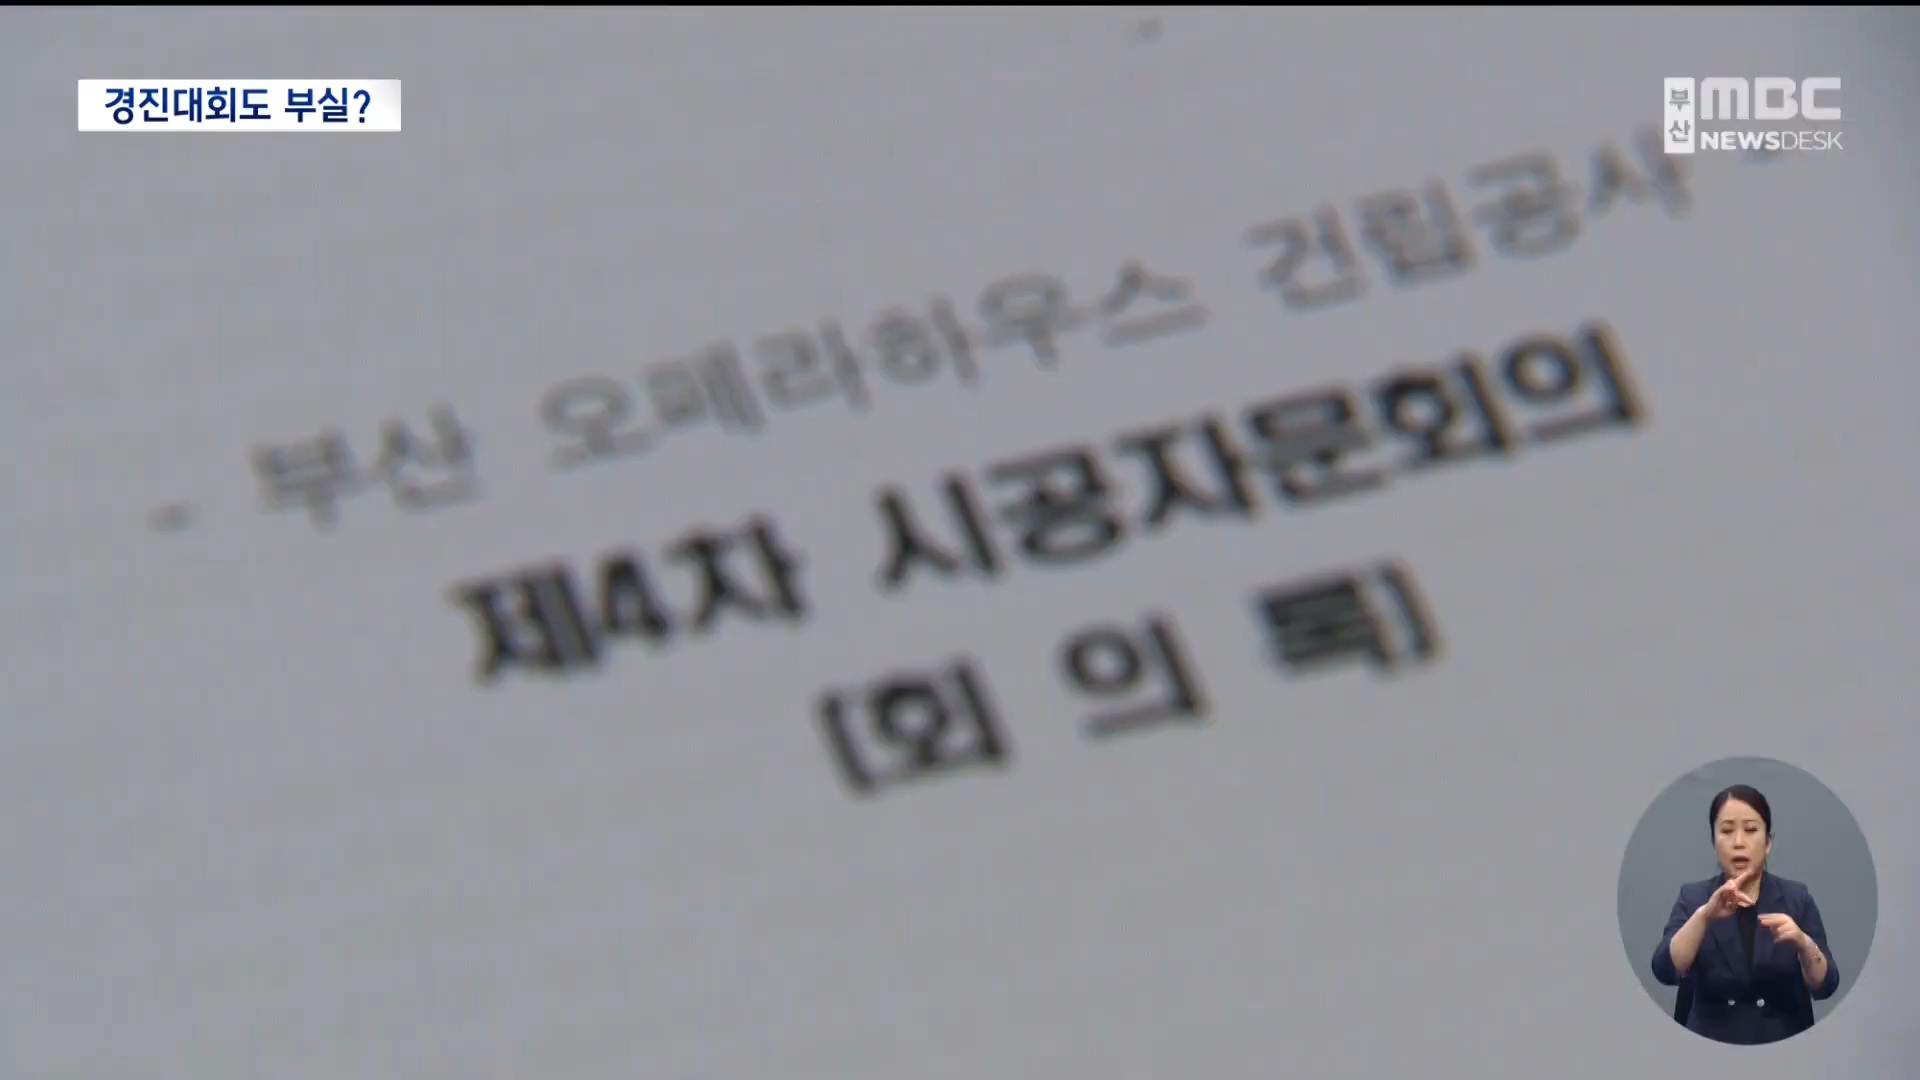 경진대회도 부실?
부산 MBC
NEWSDESK
- 부산 오페라하우스 건립공사 -
제4차 시공자문회의
[회 의 록]